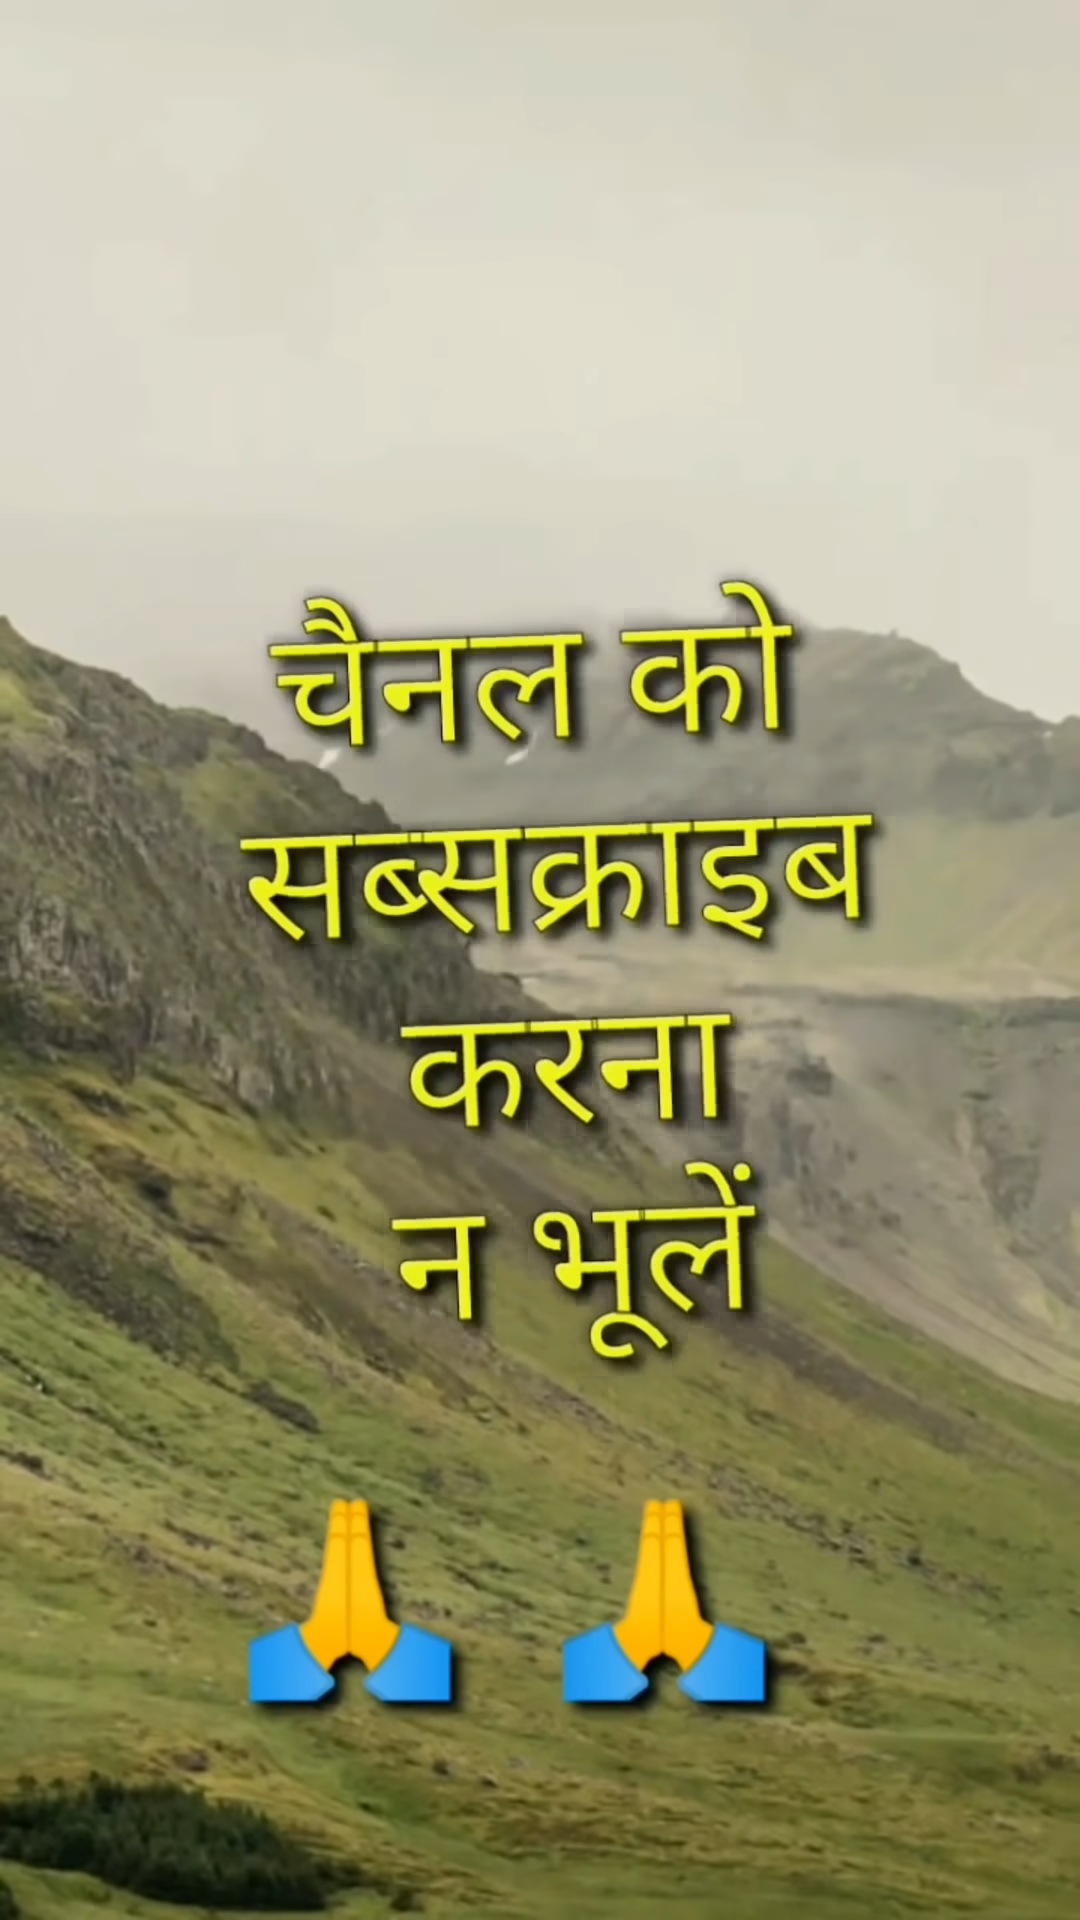 चैनल को
सब्सक्राइब
करना
न भूलें
🙏 🙏